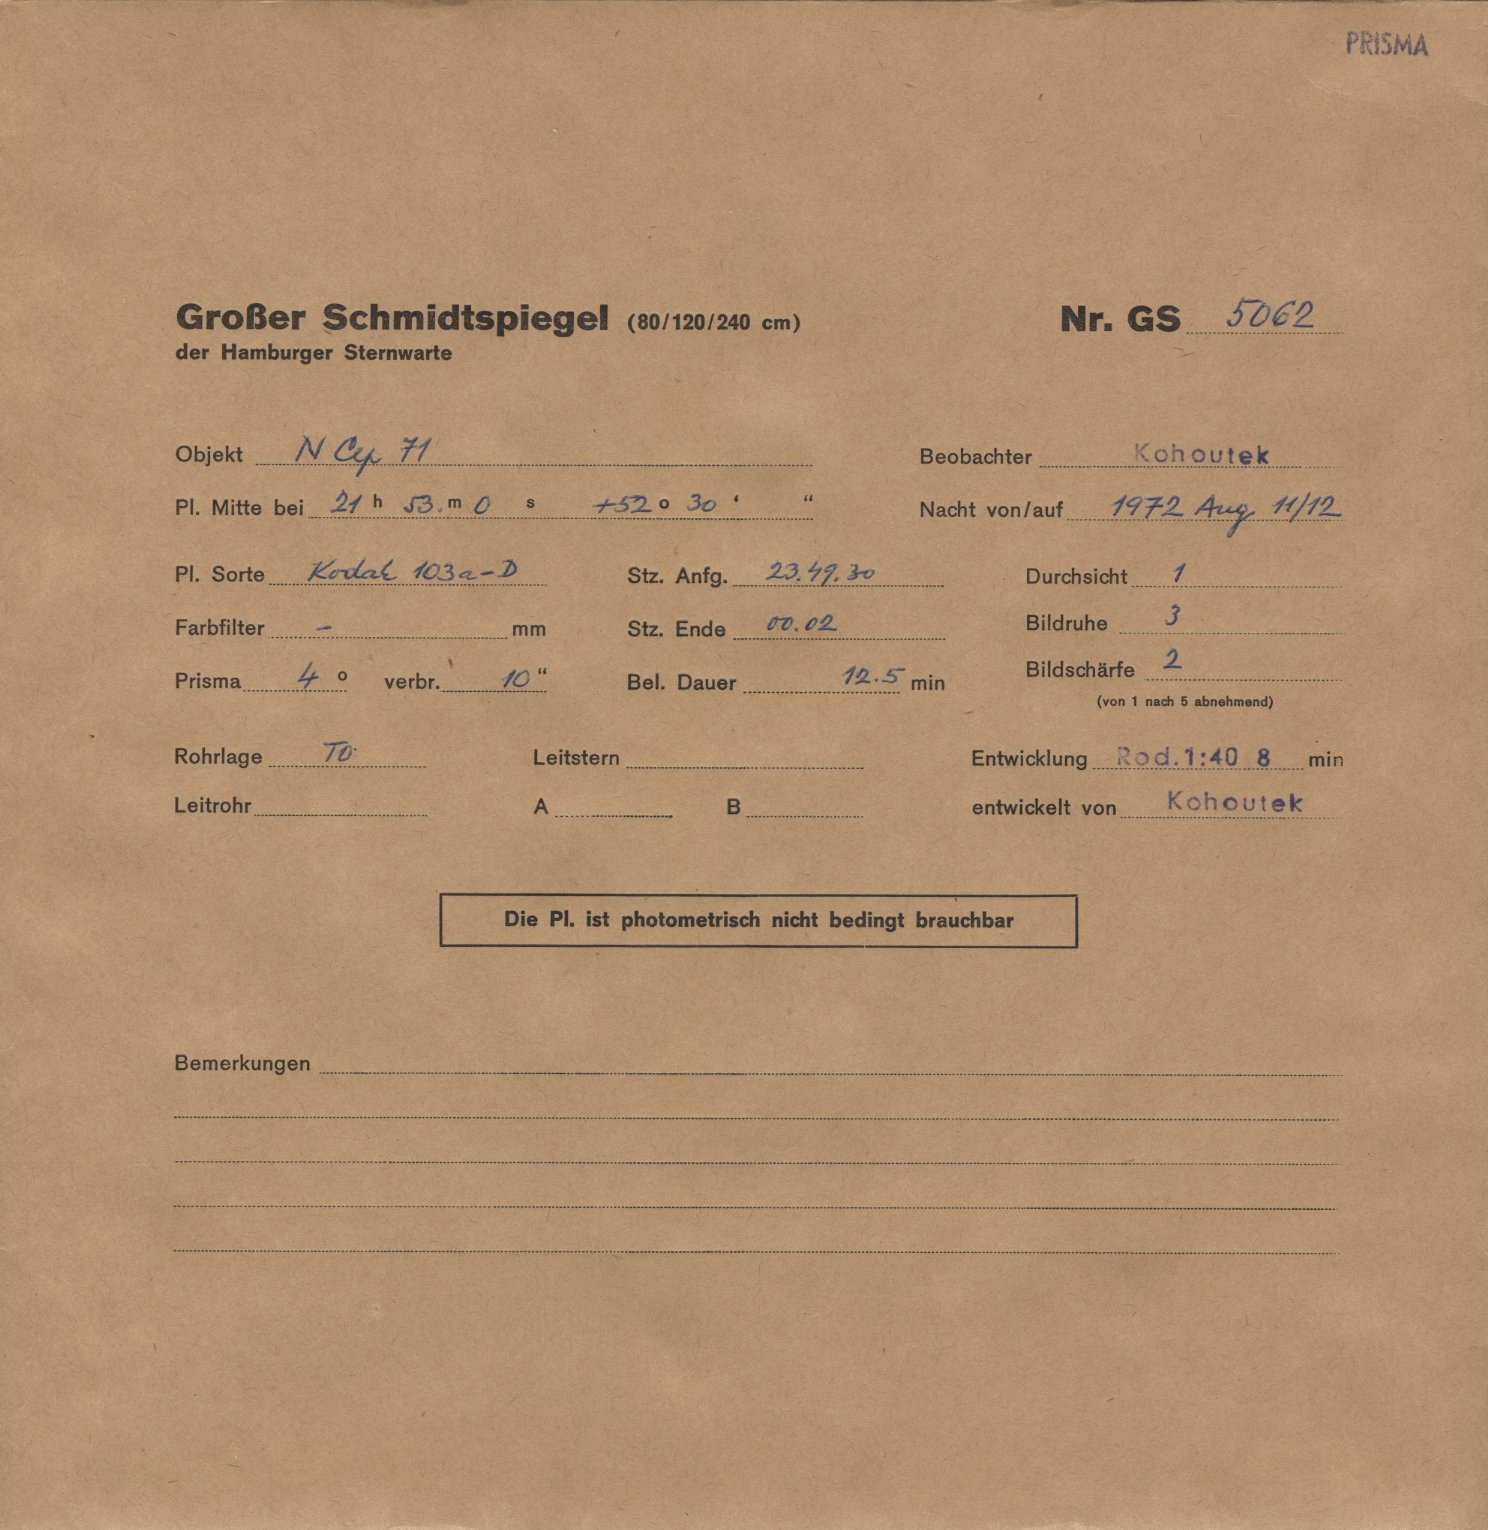 PRISMA
Großer Schmidtspiegel (80/120/240 cm) Nr. GS 5062
der Hamburger Sternwarte
Objekt N Cep 71 Beobachter Kohoutek
Pl. Mitte bei 21 h 53. m 0 s +52 o 30 ‘ “ Nacht von/auf 1972 Aug 11/12
Pl. Sorte Kodak 103a-D Stz. Anfg. 23.49.30 Durchsicht 1
Farbfilter – mm Stz. Ende 00.02 Bildruhe 3
Prisma 4 o verbr. 10 “ Bel. Dauer 12.5 min Bildschärfe 2
(von 1 nach 5 abnehmend)
Rohrlage TO Leitstern Entwicklung Rod.1:40 8 min
Leitrohr A B entwickelt von Kohoutek
Die Pl. ist photometrisch nicht bedingt brauchbar
Bemerkungen